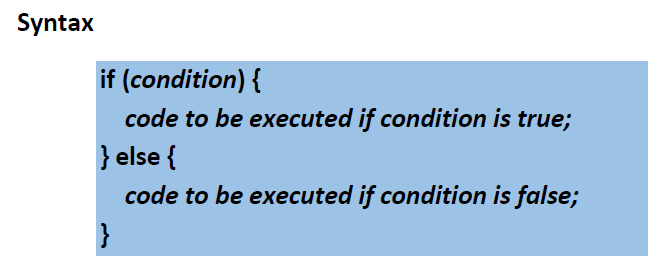 Syntax
if (condition) {
code to be executed if condition is true;
} else {
code to be executed if condition is false;
}